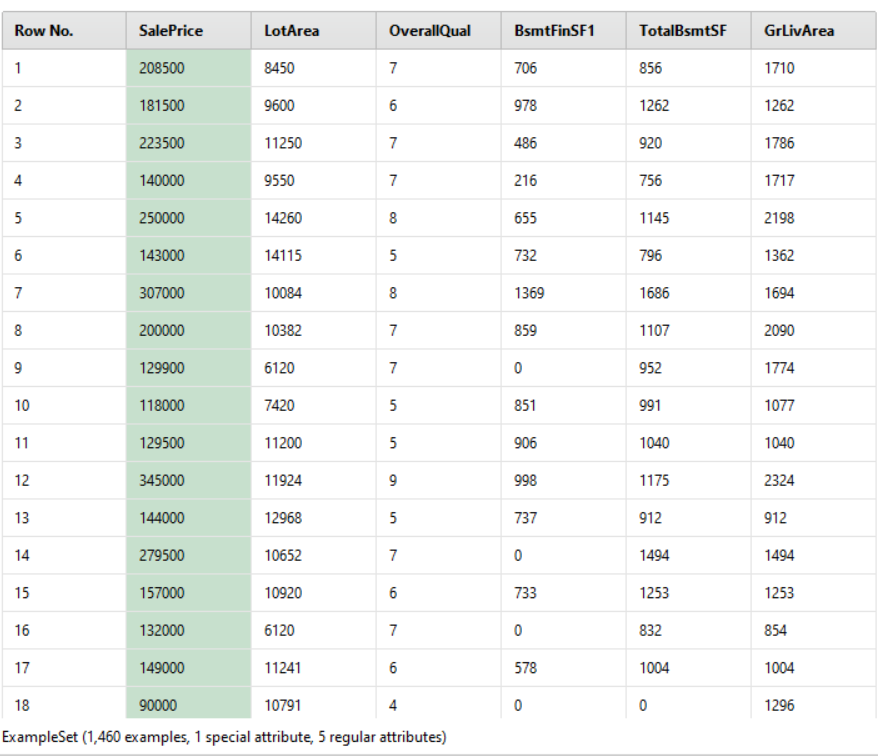 Row No. SalePrice LotArea OverallQual BsmtFinSF1 TotalBsmtSF GrLivArea
1 208500 8450 7 706 856 1710
2 181500 9600 6 978 1262 1262
3 223500 11250 7 486 920 1786
4 140000 9550 7 216 756 1717
5 250000 14260 8 655 1145 2198
6 143000 14115 5 732 796 1362
7 307000 10084 8 1369 1686 1694
8 200000 10382 7 859 1107 2090
9 129900 6120 7 0 952 1774
10 118000 7420 5 851 991 1077
11 129500 11200 5 906 1040 1040
12 345000 11924 9 998 1175 2324
13 144000 12968 5 737 912 912
14 279500 10652 7 0 1494 1494
15 157000 10920 6 733 1253 1253
16 132000 6120 7 0 832 854
17 149000 11241 6 578 1004 1004
18 90000 10791 4 0 0 1296
ExampleSet (1,460 examples, 1 special attribute, 5 regular attributes)